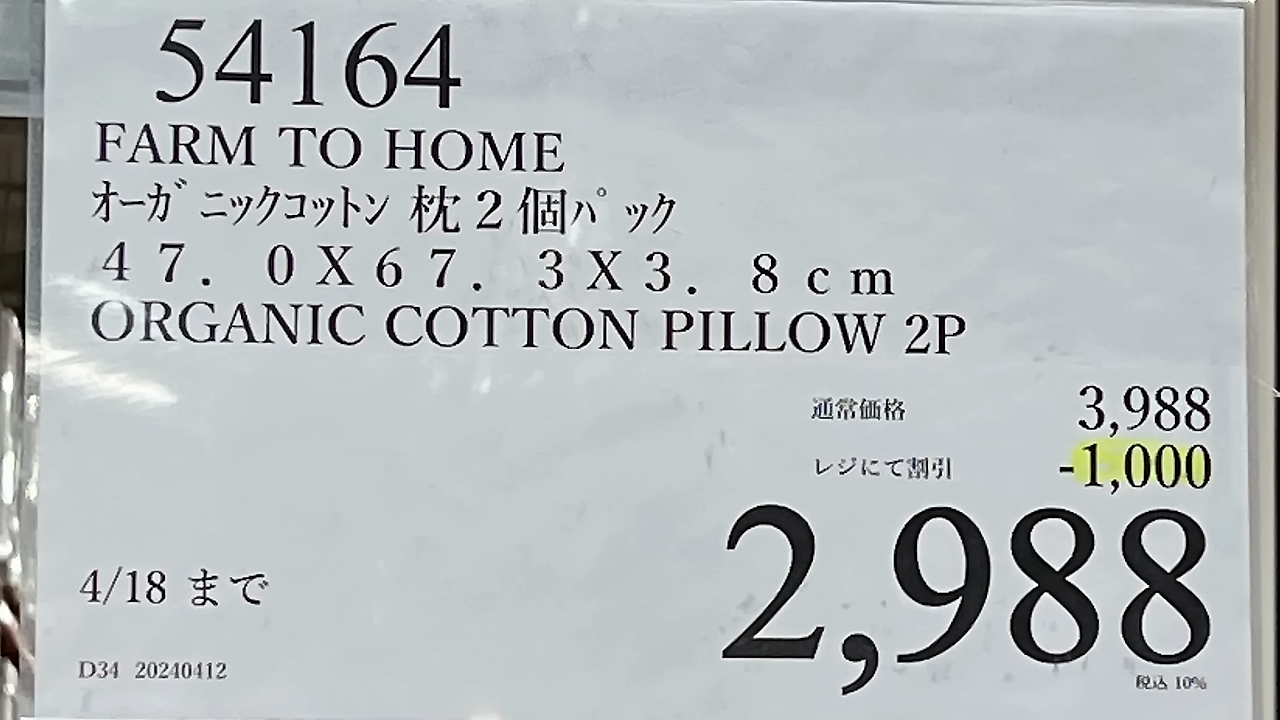 54164
FARM TO HOME
オーガニックコットン 枕2個パック
47.0X67.3X3.8cm
ORGANIC COTTON PILLOW 2P
通常価格 3,988
レジにて割引 -1,000
2,988
4/18 まで
D34 20240412
税込 10%